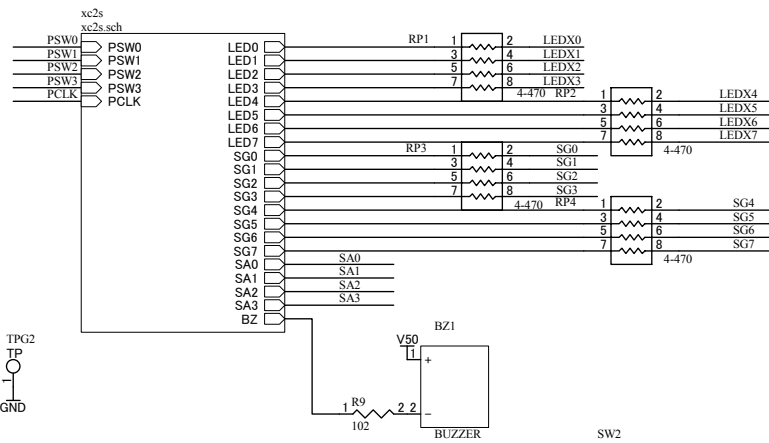 xc2s
xc2s.sch
PSW0 PSW0 LED0 RP1 1 2 LEDX0
PSW1 PSW1 LED1 3 4 LEDX1
PSW2 PSW2 LED2 5 6 LEDX2
PSW3 PSW3 LED3 7 8 LEDX3
4-470 RP2
PCLK PCLK LED4 1 2 LEDX4
LED5 3 4 LEDX5
LED6 5 6 LEDX6
LED7 7 8 LEDX7
4-470
SG0 RP3 1 2 SG0
SG1 3 4 SG1
SG2 5 6 SG2
SG3 7 8 SG3
4-470 RP4
SG4 1 2 SG4
SG5 3 4 SG5
SG6 5 6 SG6
SG7 7 8 SG7
4-470
SA0 SA0
SA1 SA1
SA2 SA2
SA3 SA3
BZ
BZ1
TPG2
TP
1
GND
V50
1 +
R9
1 2 2 −
102
BUZZER
SW2